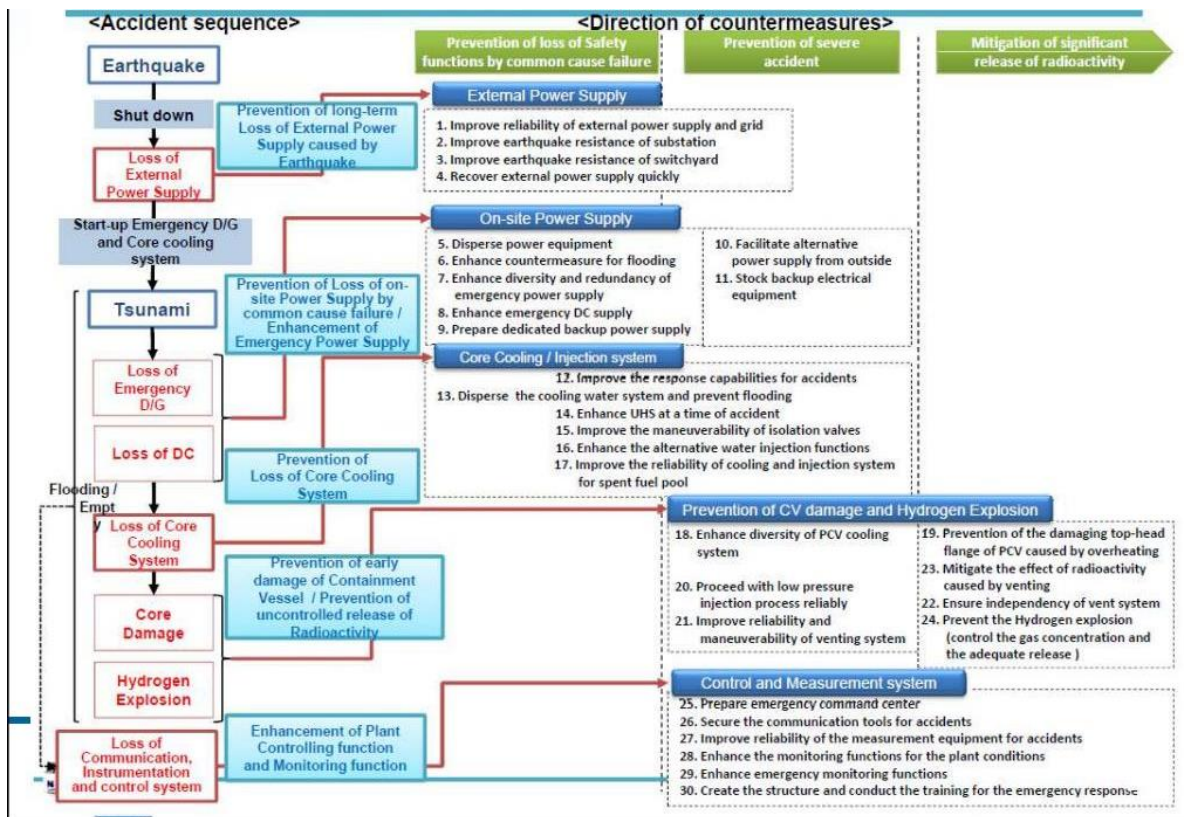 <Accident sequence>
<Direction of countermeasures>
Prevention of loss of Safety
functions by common cause failure
Prevention of severe
accident
Mitigation of significant
release of radioactivity
Earthquake
Shut down
Loss of
External
Power Supply
Start-up Emergency D/G
and Core cooling
system
Tsunami
Loss of
Emergency
D/G
Loss of DC
Flooding /
Empt
y
Loss of Core
Cooling
System
Core
Damage
Hydrogen
Explosion
Loss of
Communication,
Instrumentation
and control system
Prevention of long-term
Loss of External Power
Supply caused by
Earthquake
Prevention of Loss of on-
site Power Supply by
common cause failure /
Enhancement of
Emergency Power Supply
Prevention of
Loss of Core Cooling
System
Prevention of early
damage of Containment
Vessel / Prevention of
uncontrolled release of
Radioactivity
Enhancement of Plant
Controlling function
and Monitoring function
External Power Supply
1. Improve reliability of external power supply and grid
2. Improve earthquake resistance of substation
3. Improve earthquake resistance of switchyard
4. Recover external power supply quickly
On-site Power Supply
5. Disperse power equipment
6. Enhance countermeasure for flooding
7. Enhance diversity and redundancy of
emergency power supply
8. Enhance emergency DC supply
9. Prepare dedicated backup power supply
10. Facilitate alternative
power supply from outside
11. Stock backup electrical
equipment
Core Cooling / Injection system
12. Improve the response capabilities for accidents
13. Disperse the cooling water system and prevent flooding
14. Enhance UHS at a time of accident
15. Improve the maneuverability of isolation valves
16. Enhance the alternative water injection functions
17. Improve the reliability of cooling and injection system
for spent fuel pool
Prevention of CV damage and Hydrogen Explosion
18. Enhance diversity of PCV cooling
system
20. Proceed with low pressure
injection process reliably
21. Improve reliability and
maneuverability of venting system
19. Prevention of the damaging top-head
flange of PCV caused by overheating
23. Mitigate the effect of radioactivity
caused by venting
22. Ensure independency of vent system
24. Prevent the Hydrogen explosion
(control the gas concentration and
the adequate release )
Control and Measurement system
25. Prepare emergency command center
26. Secure the communication tools for accidents
27. Improve reliability of the measurement equipment for accidents
28. Enhance the monitoring functions for the plant conditions
29. Enhance emergency monitoring functions
30. Create the structure and conduct the training for the emergency response